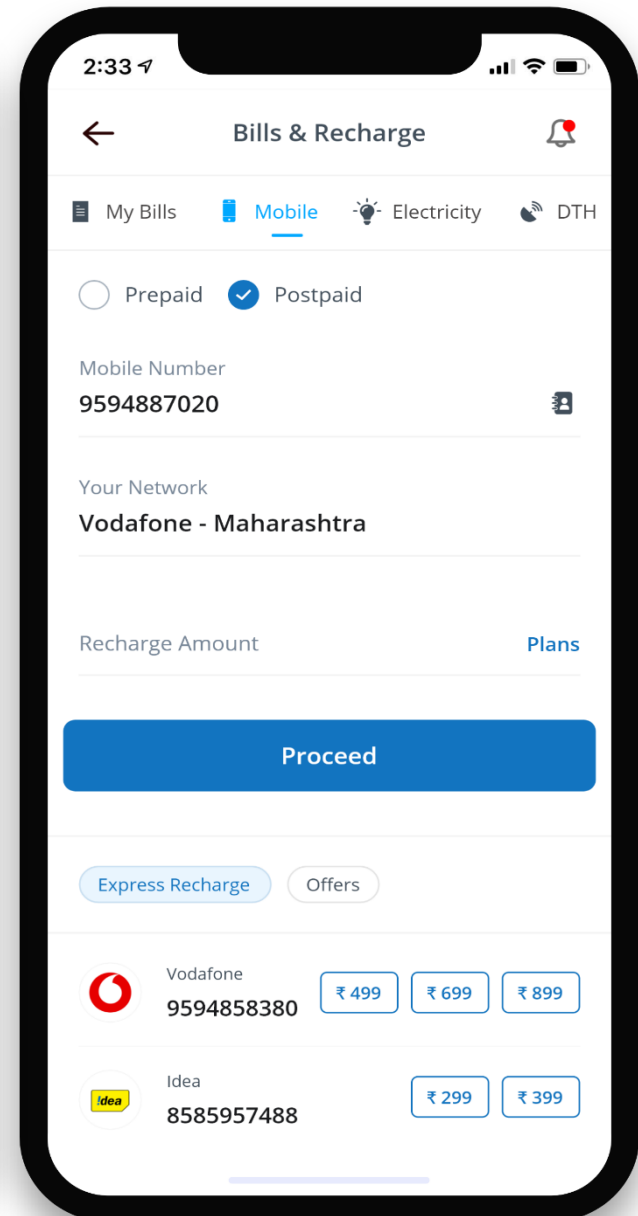 2:33
Bills & Recharge
My Bills Mobile Electricity DTH
Prepaid Postpaid
Mobile Number
9594887020
Your Network
Vodafone - Maharashtra
Recharge Amount Plans
Proceed
Express Recharge Offers
Vodafone
9594858380 ₹ 499 ₹ 699 ₹ 899
!dea
Idea
8585957488 ₹ 299 ₹ 399